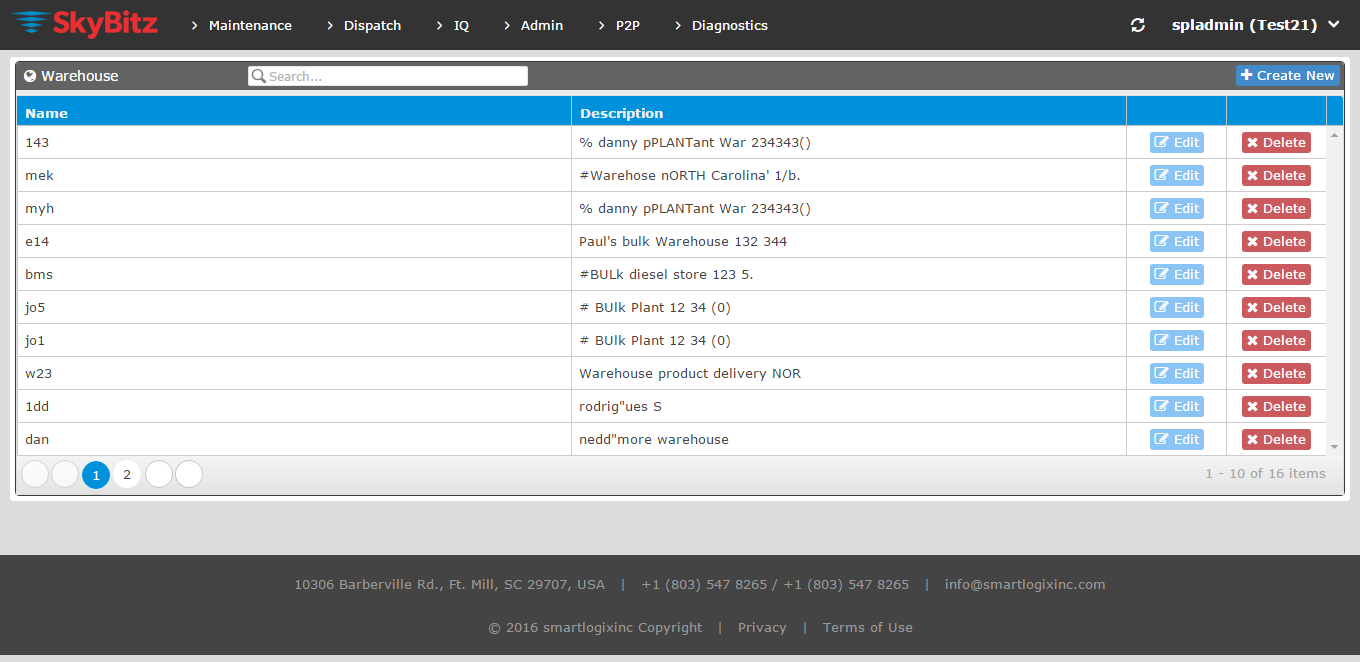 SkyBitz Maintenance Dispatch IQ Admin P2P Diagnostics spladmin (Test21)
Warehouse Search... Create New
Name Description
143 % danny pPLANTant War 234343() Edit Delete
mek #Warehose nORTH Carolina' 1/b. Edit Delete
myh % danny pPLANTant War 234343() Edit Delete
e14 Paul's bulk Warehouse 132 344 Edit Delete
bms #BULk diesel store 123 5. Edit Delete
jo5 # BUlk Plant 12 34 (0) Edit Delete
jo1 # BUlk Plant 12 34 (0) Edit Delete
w23 Warehouse product delivery NOR Edit Delete
1dd rodrig"ues S Edit Delete
dan nedd"more warehouse Edit Delete
1 2 1 - 10 of 16 items
10306 Barberville Rd., Ft. Mill, SC 29707, USA | +1 (803) 547 8265 / +1 (803) 547 8265 | info@smartlogixinc.com
© 2016 smartlogixinc Copyright | Privacy | Terms of Use